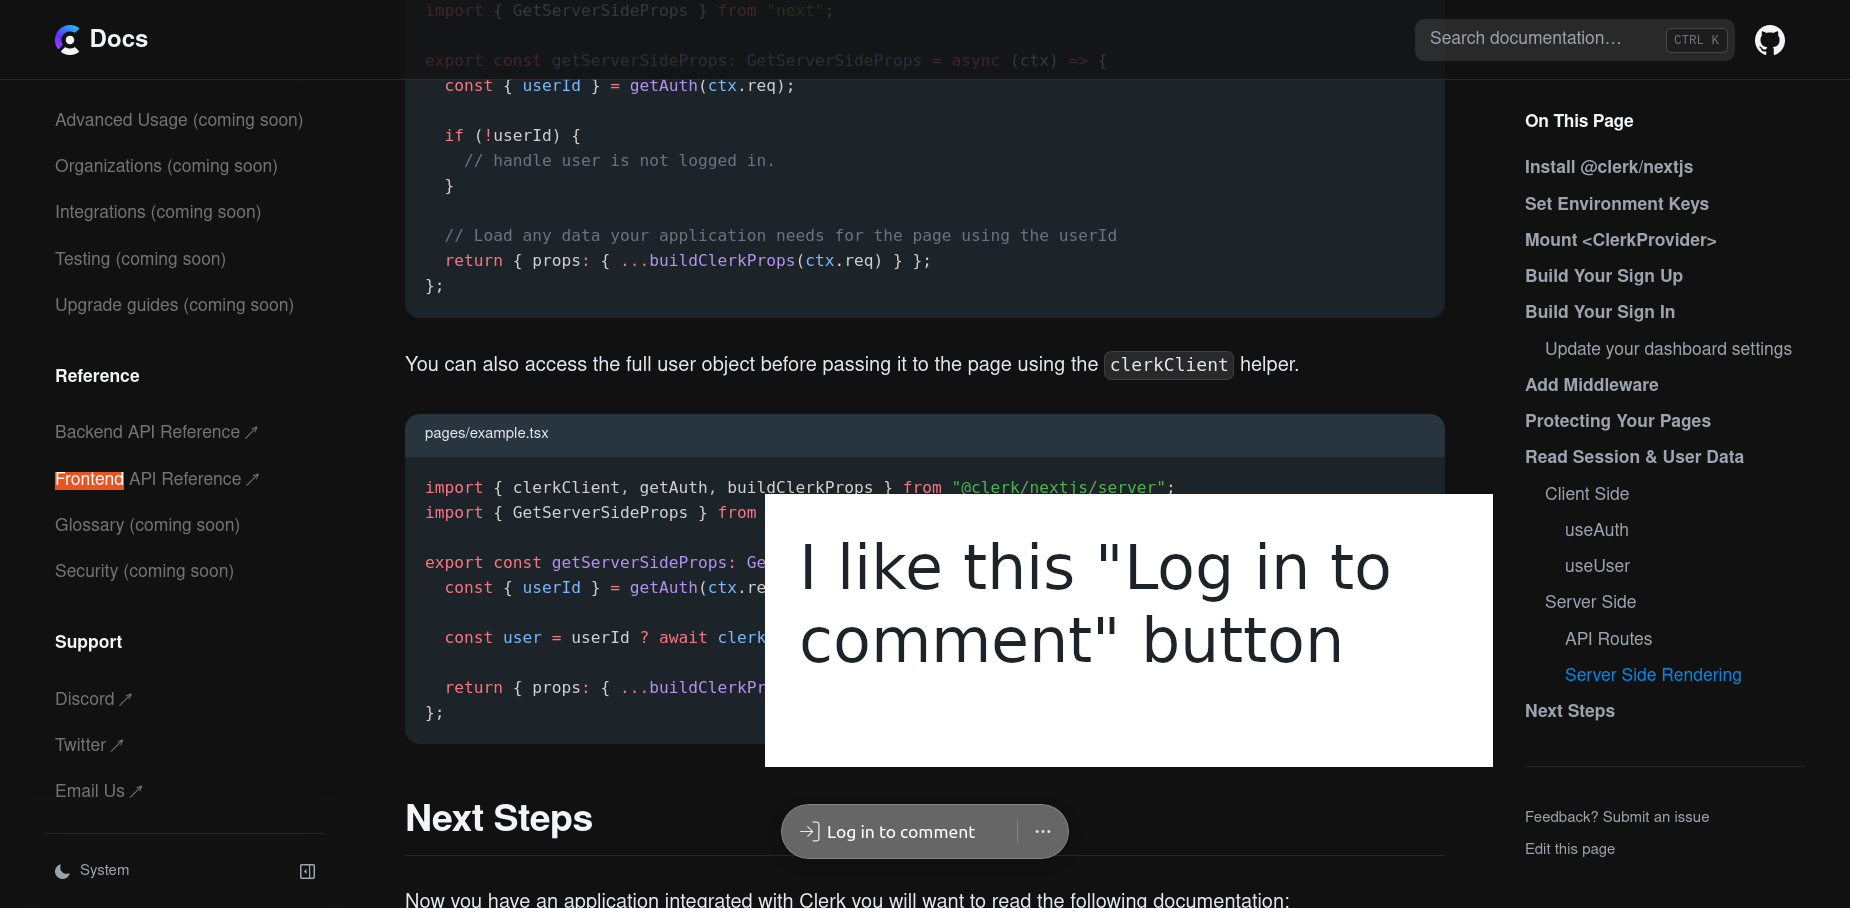 Docs
Search documentation...
CTRL K
Advanced Usage (coming soon)
Organizations (coming soon)
Integrations (coming soon)
Testing (coming soon)
Upgrade guides (coming soon)
Reference
Backend API Reference ↗
Frontend API Reference ↗
Glossary (coming soon)
Security (coming soon)
Support
Discord ↗
Twitter ↗
Email Us ↗
System
import { GetServerSideProps } from "next";
export const getServerSideProps: GetServerSideProps = async (ctx) => {
  const { userId } = getAuth(ctx.req);
  if (!userId) {
    // handle user is not logged in.
  }
  // Load any data your application needs for the page using the userId
  return { props: { ...buildClerkProps(ctx.req) } };
};
You can also access the full user object before passing it to the page using the clerkClient helper.
pages/example.tsx
import { clerkClient, getAuth, buildClerkProps } from "@clerk/nextjs/server";
import { GetServerSideProps } from
export const getServerSideProps: Ge
  const { userId } = getAuth(ctx.re
  const user = userId ? await clerk
  return { props: { ...buildClerkPr
};
I like this "Log in to
comment" button
Next Steps
Log in to comment
Now you have an application integrated with Clerk you will want to read the following documentation:
On This Page
Install @clerk/nextjs
Set Environment Keys
Mount <ClerkProvider>
Build Your Sign Up
Build Your Sign In
Update your dashboard settings
Add Middleware
Protecting Your Pages
Read Session & User Data
Client Side
useAuth
useUser
Server Side
API Routes
Server Side Rendering
Next Steps
Feedback? Submit an issue
Edit this page